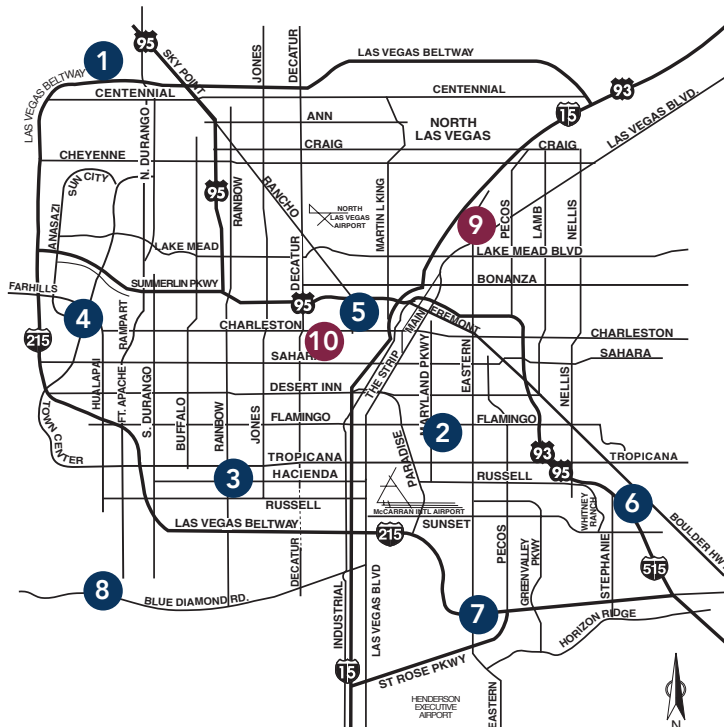 95
SKY POINT
JONES
DECATUR
LAS VEGAS BELTWAY
1
LAS VEGAS BELTWAY
93
CENTENNIAL
CENTENNIAL
15
LAS VEGAS BLVD.
ANN
NORTH
LAS VEGAS
N. DURANGO
CRAIG
CRAIG
CHEYENNE
SUN CITY
95
RAINBOW
RANCHO
NORTH
LAS VEGAS
AIRPORT
MARTIN L KING
9
PECOS
LAMB
NELLIS
ANASAZI
LAKE MEAD
DECATUR
LAKE MEAD BLVD
SUMMERLIN PKWY
BONANZA
FARHILLS
95
5
4
RAMPART
CHARLESTON
MAIN
FREMONT
CHARLESTON
215
10
SAHARA
SAHARA
THE STRIP
MARYLAND PKWY
EASTERN
HUALAPAI
FT. APACHE
S. DURANGO
BUFFALO
RAINBOW
JONES
DESERT INN
NELLIS
TOWN CENTER
FLAMINGO
2
FLAMINGO
PARADISE
93
TROPICANA
TROPICANA
3
HACIENDA
RUSSELL
95
RUSSELL
McCARRAN INTL AIRPORT
WHITNEY
RANCH
6
LAS VEGAS BELTWAY
215
SUNSET
BOULDER HWY.
DECATUR
PECOS
GREEN VALLEY
PKWY
STEPHANIE
515
8
BLUE DIAMOND RD.
INDUSTRIAL
LAS VEGAS BLVD
7
HORIZON RIDGE
15
ST ROSE PKWY
HENDERSON
EXECUTIVE
AIRPORT
EASTERN
N